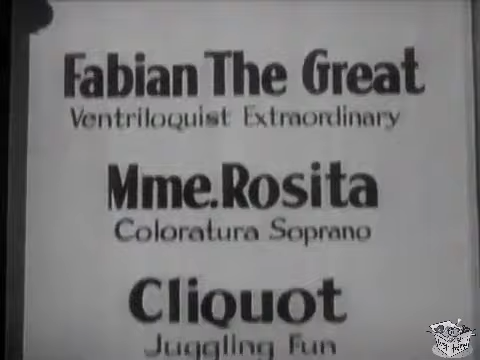 Fabian The Great
Ventriloquist Extraordinary
Mme.Rosita
Coloratura Soprano
Cliquot
Juggling Fun